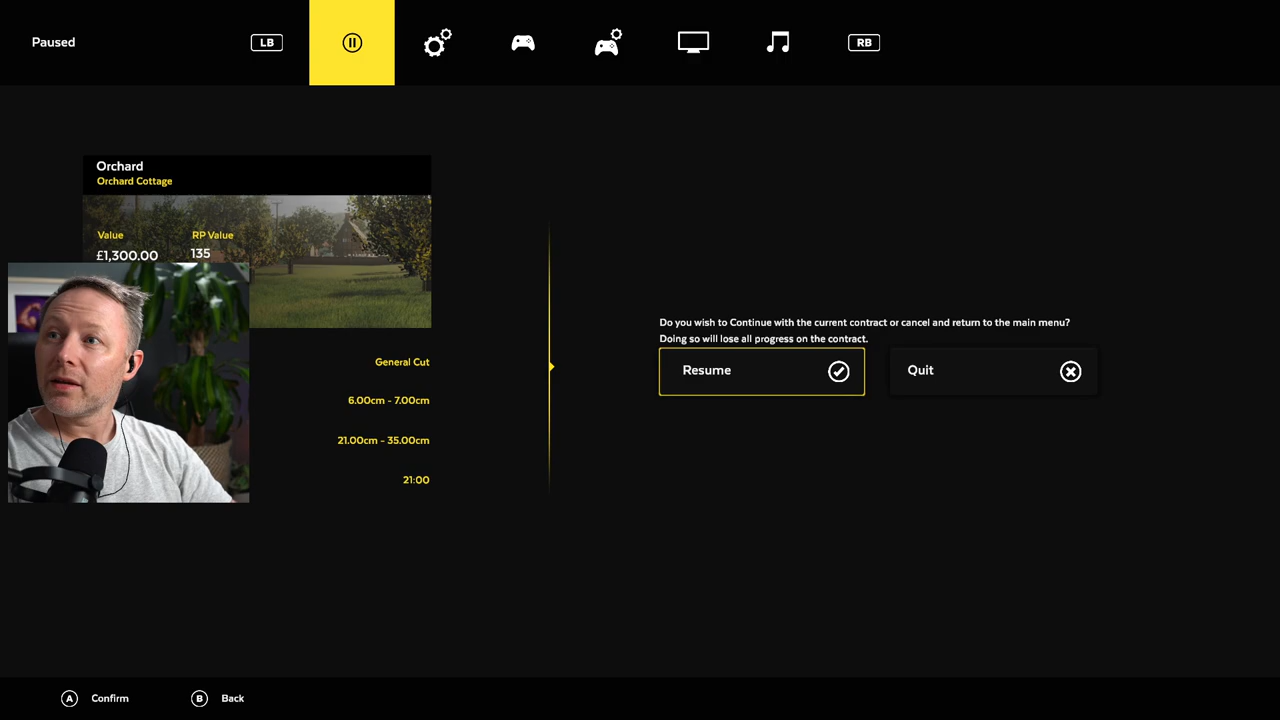 Paused
LB
RB
Orchard
Orchard Cottage
Value RP Value
£1,300.00 135
General Cut
6.00cm - 7.00cm
21.00cm - 35.00cm
21:00
Do you wish to Continue with the current contract or cancel and return to the main menu?
Doing so will lose all progress on the contract.
Resume Quit
A Confirm B Back